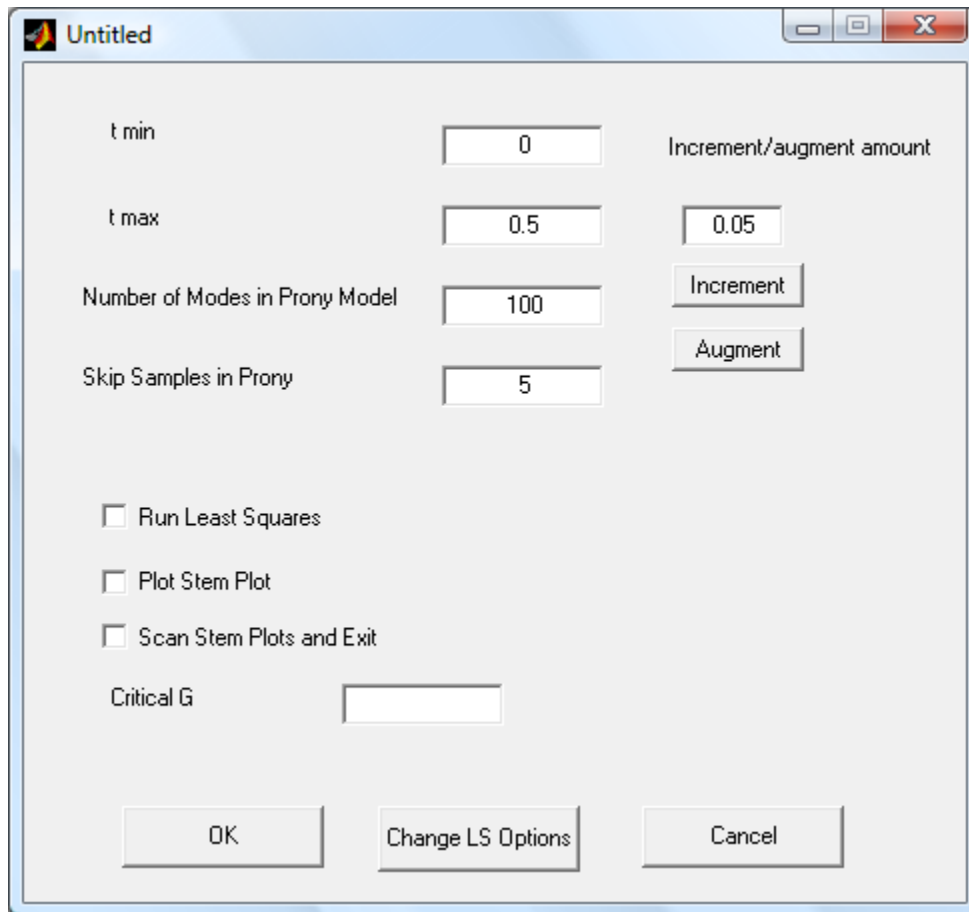 Untitled
t min
0
Increment/augment amount
t max
0.5
0.05
Number of Modes in Prony Model
100
Increment
Augment
Skip Samples in Prony
5
Run Least Squares
Plot Stem Plot
Scan Stem Plots and Exit
Critical G
OK
Change LS Options
Cancel